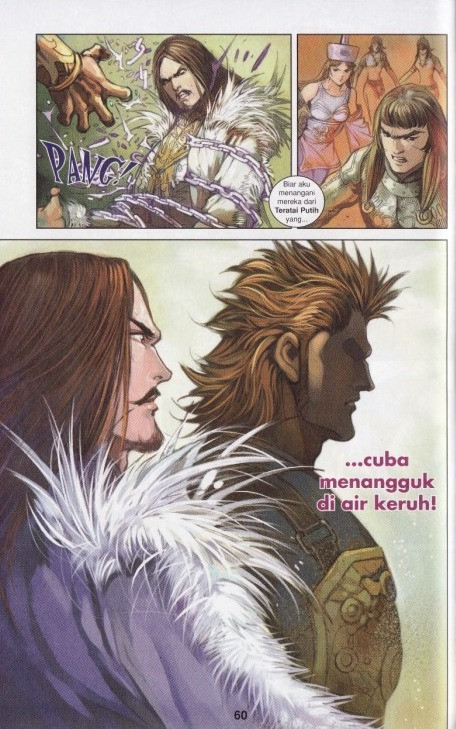 PANG!
Biar aku
menangani
mereka dari
Teratai Putih
yang...
...cuba
menangguk
di air keruh!
60